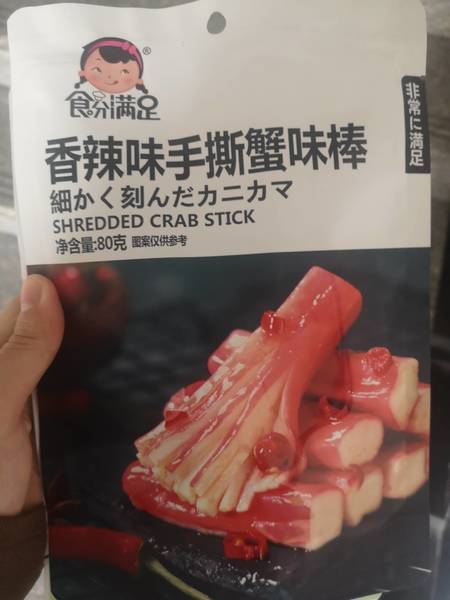 食分满足®
非常に満足
香辣味手撕蟹味棒
細かく刻んだカニカマ
SHREDDED CRAB STICK
净含量:80克 图案仅供参考